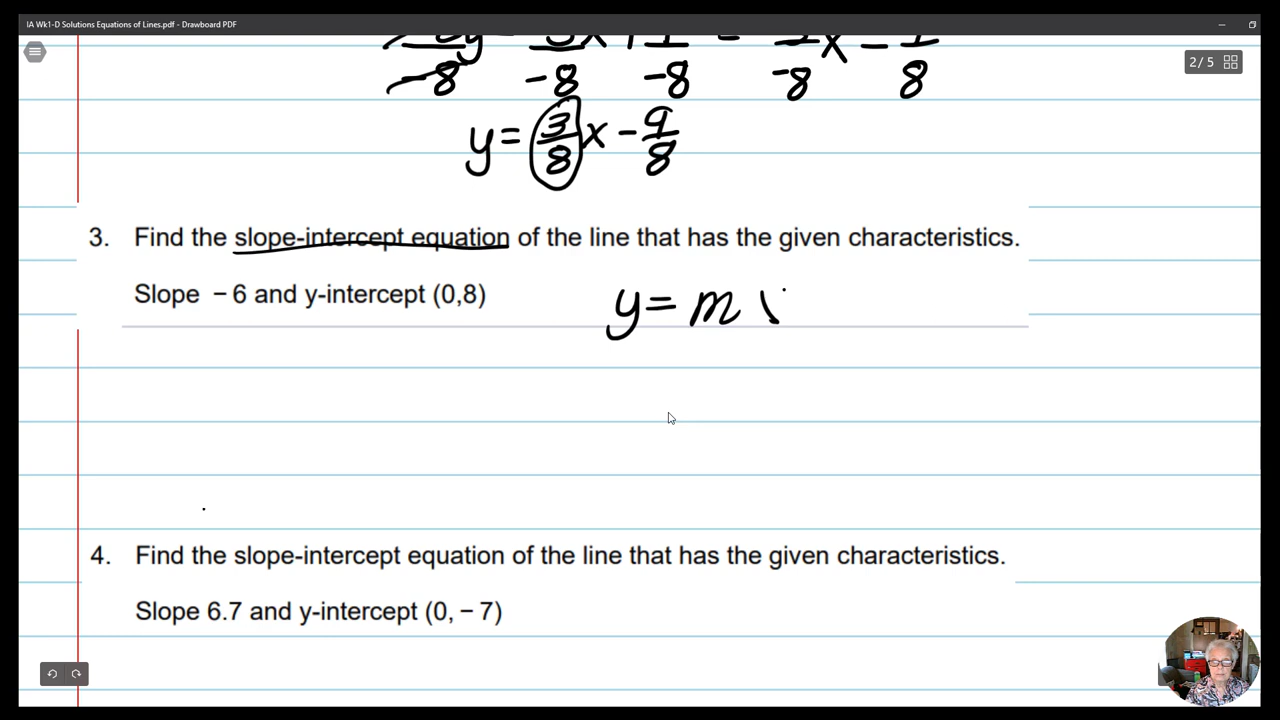 IA Wk1-D Solutions Equations of Lines.pdf - Drawboard PDF
2 / 5
-8 -8 -8 -8 8
y = 3/8 x - 9/8
3. Find the slope-intercept equation of the line that has the given characteristics.
Slope − 6 and y-intercept (0,8)
y = m
4. Find the slope-intercept equation of the line that has the given characteristics.
Slope 6.7 and y-intercept (0, − 7)